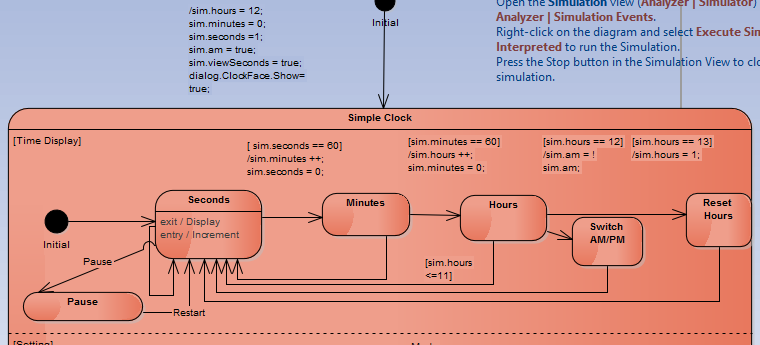 /sim.hours = 12;
sim.minutes = 0;
sim.seconds =1;
sim.am = true;
sim.viewSeconds = true;
dialog.ClockFace.Show=
true;
Initial
Open the Simulation view (Analyzer | Simulator)
Analyzer | Simulation Events.
Right-click on the diagram and select Execute Sim
Interpreted to run the Simulation.
Press the Stop button in the Simulation View to clo
simulation.
Simple Clock
[Time Display]
[ sim.seconds == 60]
/sim.minutes ++;
sim.seconds = 0;
[sim.minutes == 60]
/sim.hour ++;
sim.minutes = 0;
[sim.hours == 12]
/sim.am = !
sim.am;
[sim.hours == 13]
/sim.hours = 1;
Initial
Seconds
exit / Display
entry / Increment
Minutes
Hours
Switch
AM/PM
Reset
Hours
Pause
[sim.hours
<=11]
Pause
Restart
[Setting]